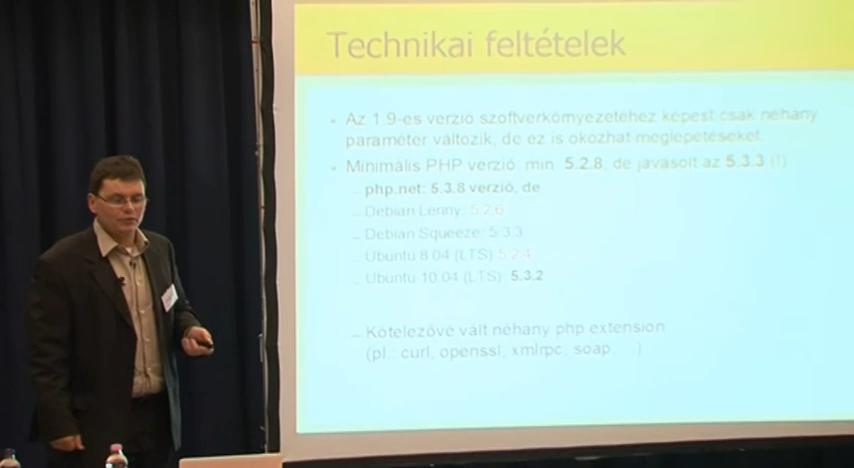 Technikai feltételek
Az 1.9-es verzió szoftverkörnyezetéhez képest csak néhány
paraméter változik, de ez is okozhat meglepetéseket.
Minimális PHP verzió: min. 5.2.8, de javasolt az 5.3.3 (!)
php.net: 5.3.8 verzió, de
Debian Lenny: 5.2.6
Debian Squeeze: 5.3.3
Ubuntu 8.04 (LTS) 5.2.4
Ubuntu 10.04 (LTS): 5.3.2
Kötelezővé vált néhány php extension
(pl.: curl, openssl, xmlrpc, soap ... )